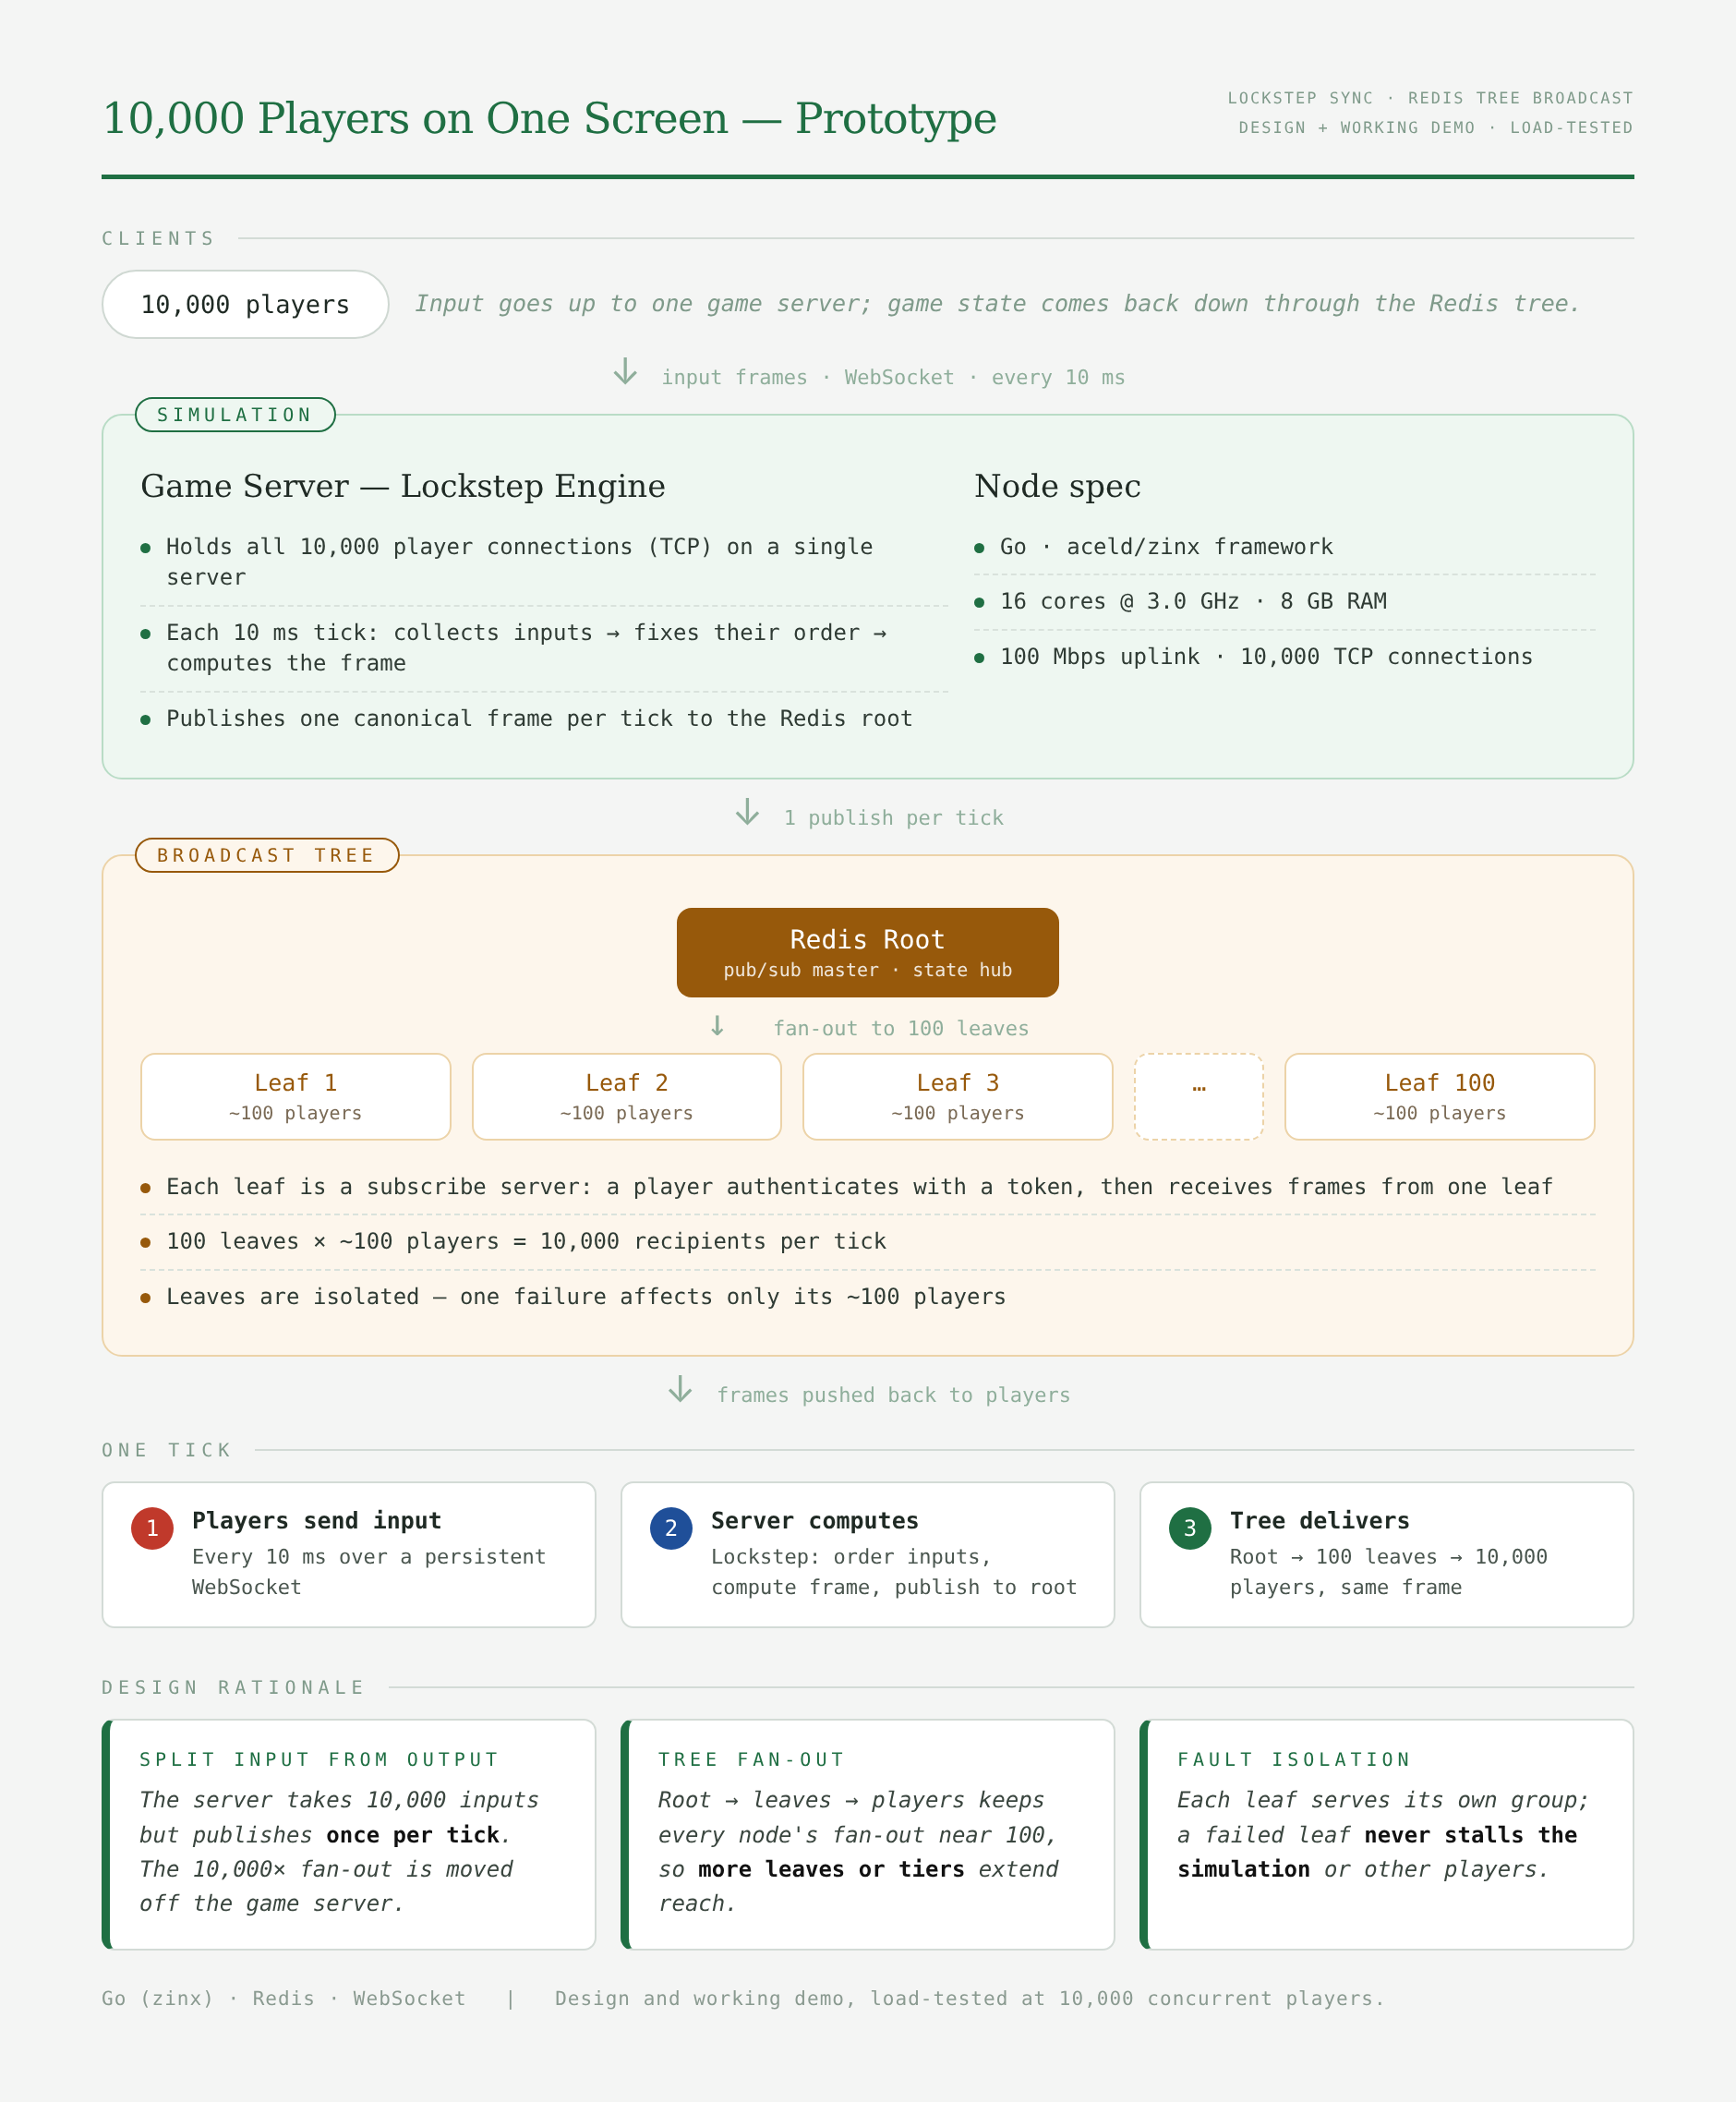 10,000 Players on One Screen — Prototype
LOCKSTEP SYNC · REDIS TREE BROADCAST
DESIGN + WORKING DEMO · LOAD-TESTED
CLIENTS
10,000 players
Input goes up to one game server; game state comes back down through the Redis tree.
↓ input frames · WebSocket · every 10 ms
SIMULATION
Game Server — Lockstep Engine
Holds all 10,000 player connections (TCP) on a single
server
Each 10 ms tick: collects inputs → fixes their order →
computes the frame
Publishes one canonical frame per tick to the Redis root
Node spec
Go · aceld/zinx framework
16 cores @ 3.0 GHz · 8 GB RAM
100 Mbps uplink · 10,000 TCP connections
↓ 1 publish per tick
BROADCAST TREE
Redis Root
pub/sub master · state hub
↓ fan-out to 100 leaves
Leaf 1
~100 players
Leaf 2
~100 players
Leaf 3
~100 players
…
Leaf 100
~100 players
Each leaf is a subscribe server: a player authenticates with a token, then receives frames from one leaf
100 leaves × ~100 players = 10,000 recipients per tick
Leaves are isolated — one failure affects only its ~100 players
↓ frames pushed back to players
ONE TICK
1 Players send input
Every 10 ms over a persistent
WebSocket
2 Server computes
Lockstep: order inputs,
compute frame, publish to root
3 Tree delivers
Root → 100 leaves → 10,000
players, same frame
DESIGN RATIONALE
SPLIT INPUT FROM OUTPUT
The server takes 10,000 inputs
but publishes once per tick.
The 10,000× fan-out is moved
off the game server.
TREE FAN-OUT
Root → leaves → players keeps
every node's fan-out near 100,
so more leaves or tiers extend
reach.
FAULT ISOLATION
Each leaf serves its own group;
a failed leaf never stalls the
simulation or other players.
Go (zinx) · Redis · WebSocket | Design and working demo, load-tested at 10,000 concurrent players.